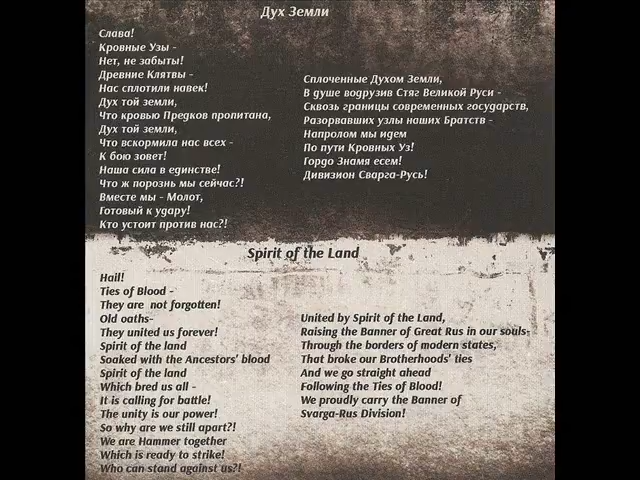 Дух Земли
Слава!
Кровные Узы -
Нет, не забыты!
Древние Клятвы -
Нас сплотили навек!
Дух той земли,
Что кровью Предков пропитана,
Дух той земли,
Что вскормила нас всех -
К бою зовет!
Наша сила в единстве!
Что ж порознь мы сейчас?!
Вместе мы - Молот,
Готовый к удару!
Кто устоит против нас?!
Сплоченные Духом Земли,
В душе водрузив Стяг Великой Руси -
Сквозь границы современных государств,
Разорвавших узлы наших Братств -
Напролом мы идем
По пути Кровных Уз!
Гордо Знамя есем!
Дивизион Сварга-Русь!
Spirit of the Land
Hail!
Ties of Blood -
They are not forgotten!
Old oaths-
They united us forever!
Spirit of the land
Soaked with the Ancestors' blood
Spirit of the land
Which bred us all -
It is calling for battle!
The unity is our power!
So why are we still apart?!
We are Hammer together
Which is ready to strike!
Who can stand against us?!
United by Spirit of the Land,
Raising the Banner of Great Rus in our souls-
Through the borders of modern states,
That broke our Brotherhoods' ties
And we go straight ahead
Following the Ties of Blood!
We proudly carry the Banner of
Svarga-Rus Division!